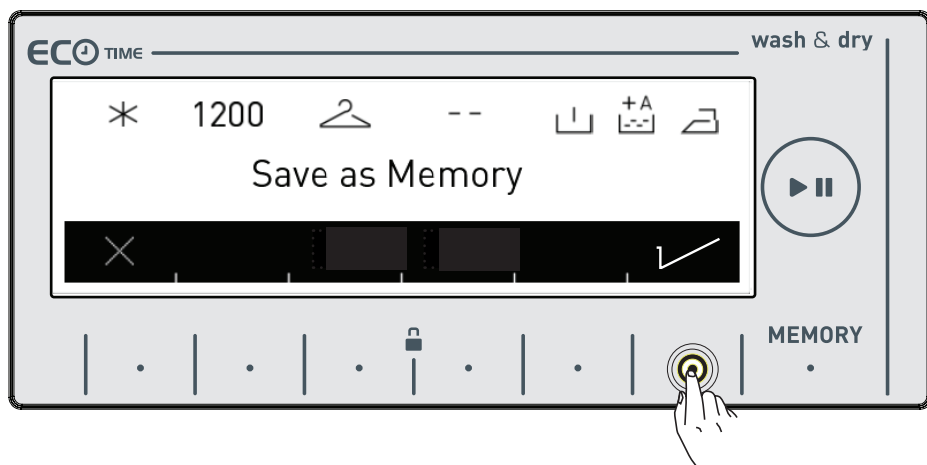 ECO TIME
wash & dry
1200 -- +A
Save as Memory
MEMORY